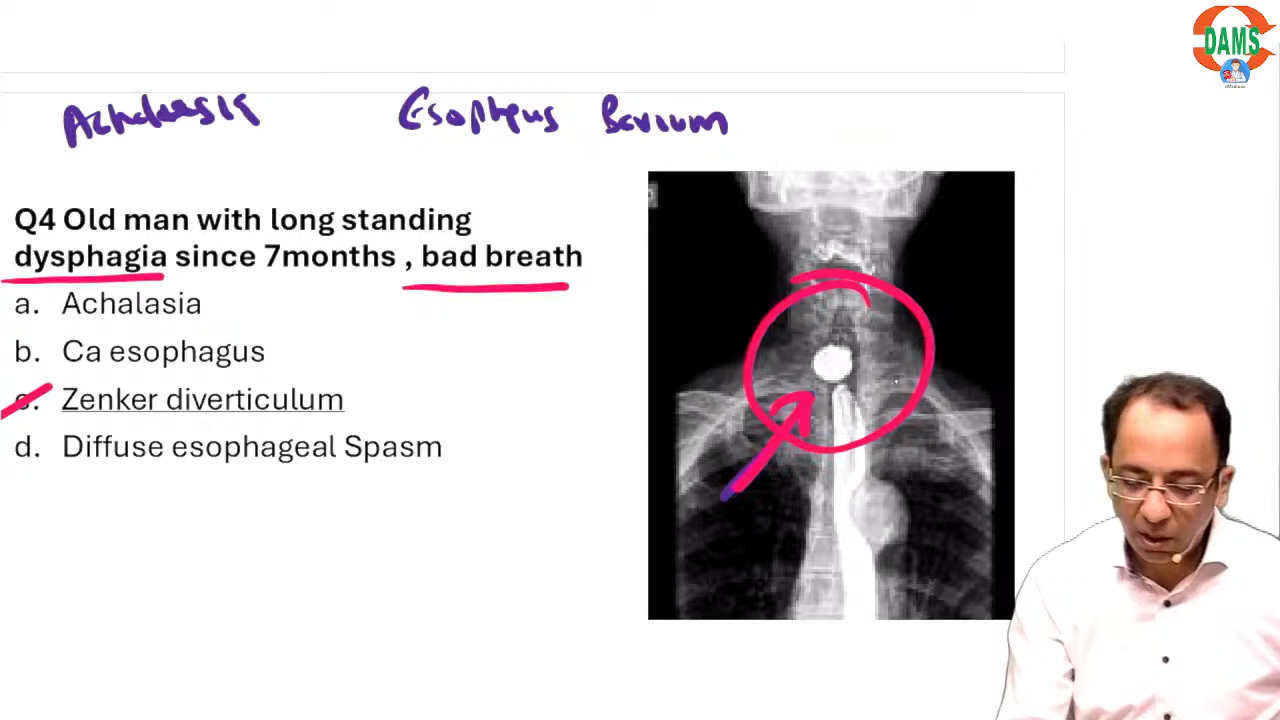 DAMS
Achalasia Esophgus Barium
Q4 Old man with long standing
dysphagia since 7months , bad breath
a. Achalasia
b. Ca esophagus
c. Zenker diverticulum
d. Diffuse esophageal Spasm